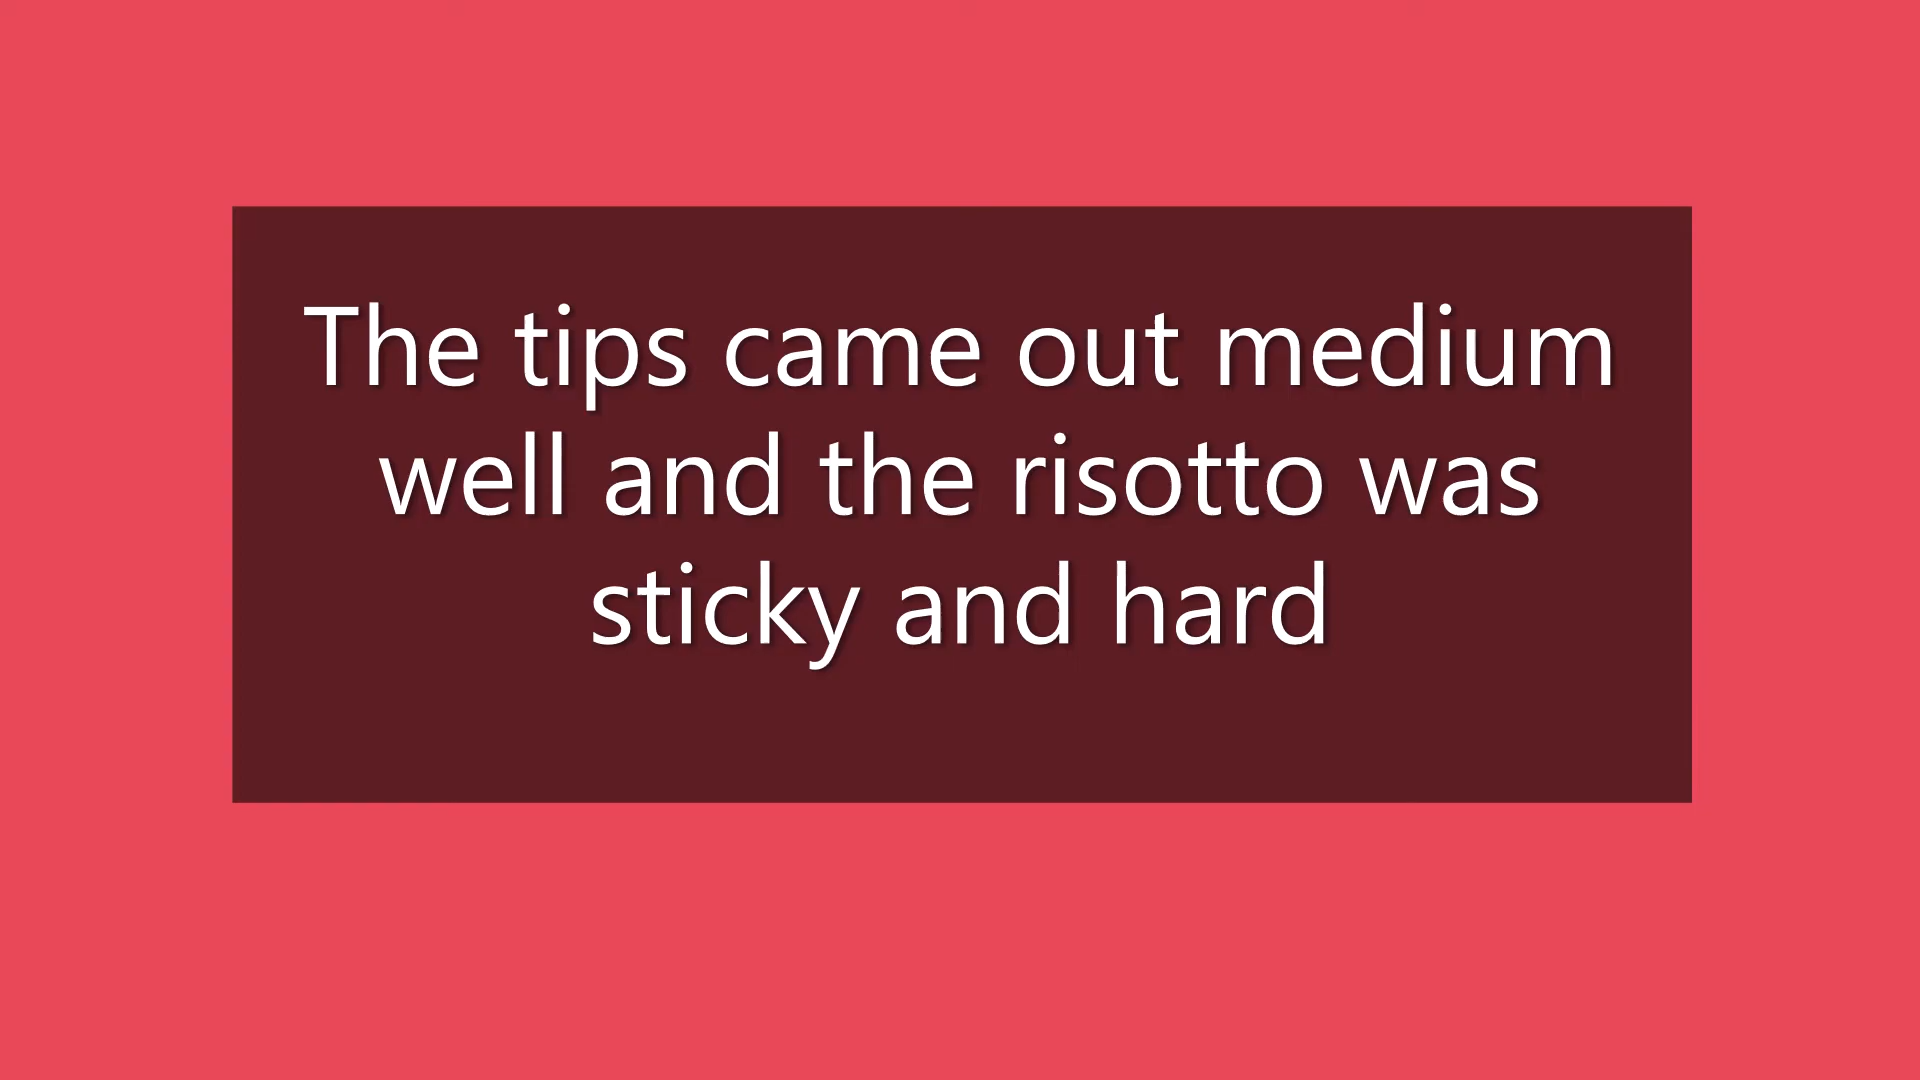 The tips came out medium
well and the risotto was
sticky and hard